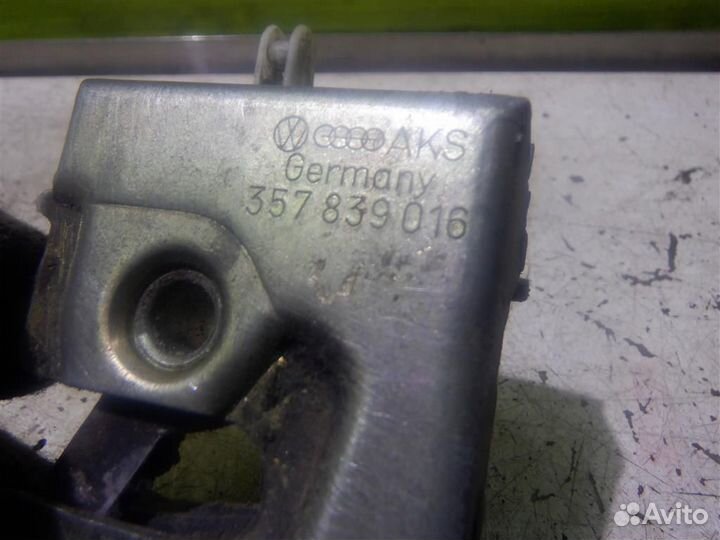 AKS
Germany
357 839 016
Avito